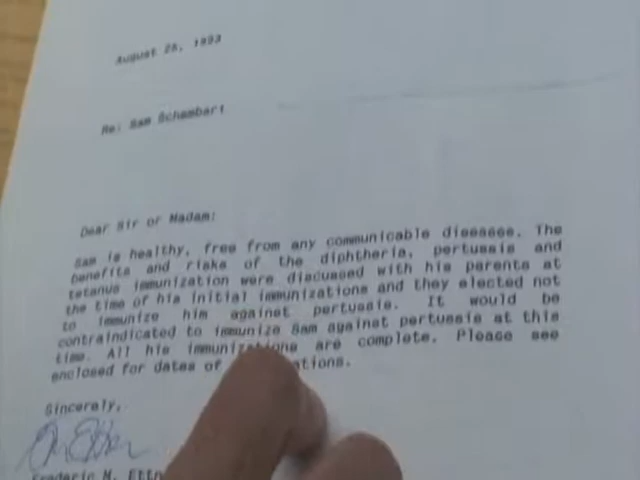 August 25, 1993
Re: Sam Schambart
Dear Sir or Madam:
Sam is healthy, free from any communicable disease. The
benefits and risks of the diphtheria, pertussis and
tetanus immunization were discussed with his parents at
the time of his initial immunizations and they elected not
to immunize him against pertussis. It would be
contraindicated to immunize Sam against pertussis at this
time. All his immunizations are complete. Please see
enclosed for dates of
Sincerely,
Frederic M.